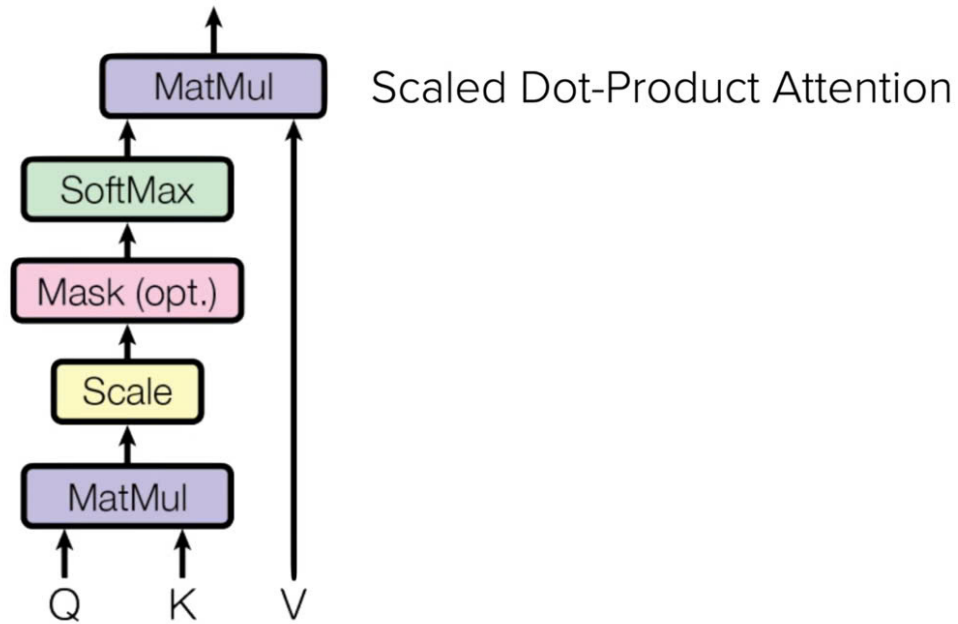 MatMul
Scaled Dot-Product Attention
SoftMax
Mask (opt.)
Scale
MatMul
Q K V